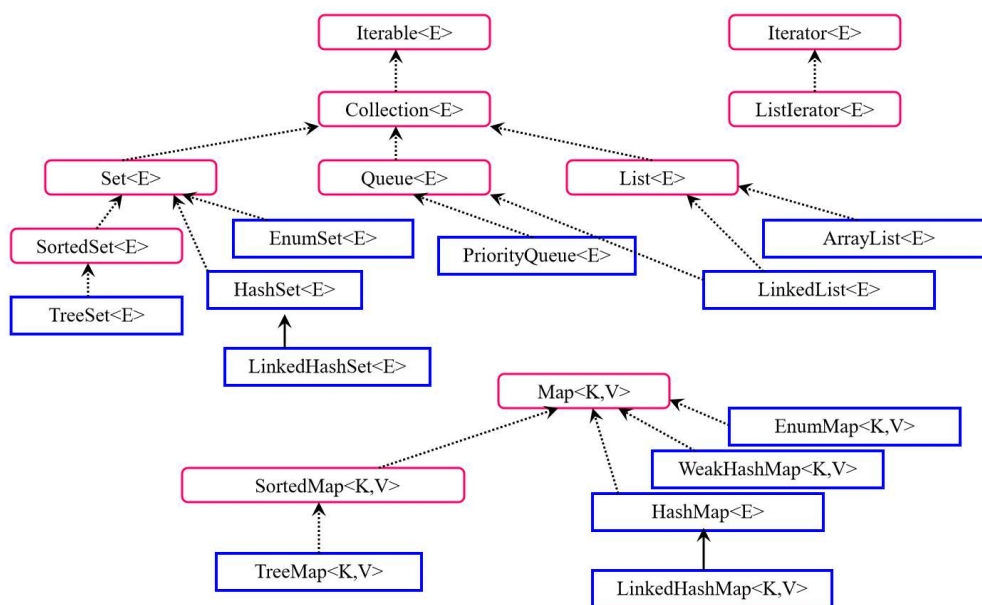 Iterable<E>
Iterator<E>
Collection<E>
ListIerator<E>
Set<E>
Queue<E>
List<E>
SortedSet<E>
EnumSet<E>
ArrayList<E>
PriorityQueue<E>
HashSet<E>
LinkedList<E>
TreeSet<E>
LinkedHashSet<E>
Map<K,V>
EnumMap<K,V>
WeakHashMap<K,V>
SortedMap<K,V>
HashMap<E>
TreeMap<K,V>
LinkedHashMap<K,V>